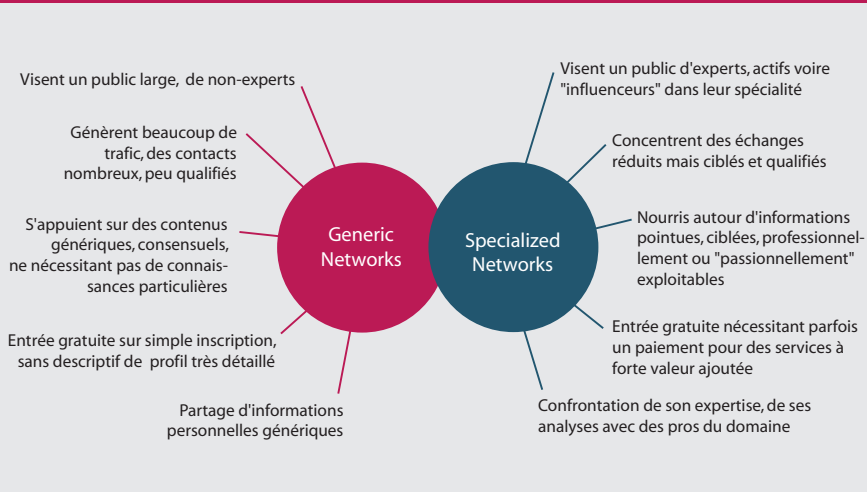 Visent un public large, de non-experts
Génèrent beaucoup de
trafic, des contacts
nombreux, peu qualifiés
S'appuient sur des contenus
génériques, consensuels,
ne nécessitant pas de connais-
sances particulières
Entrée gratuite sur simple inscription,
sans descriptif de profil très détaillé
Partage d'informations
personnelles génériques
Generic
Networks
Specialized
Networks
Visent un public d'experts, actifs voire
"influenceurs" dans leur spécialité
Concentrent des échanges
réduits mais ciblés et qualifiés
Nourris autour d'informations
pointues, ciblées, professionnel-
lement ou "passionnellement"
exploitables
Entrée gratuite nécessitant parfois
un paiement pour des services à
forte valeur ajoutée
Confrontation de son expertise, de ses
analyses avec des pros du domaine